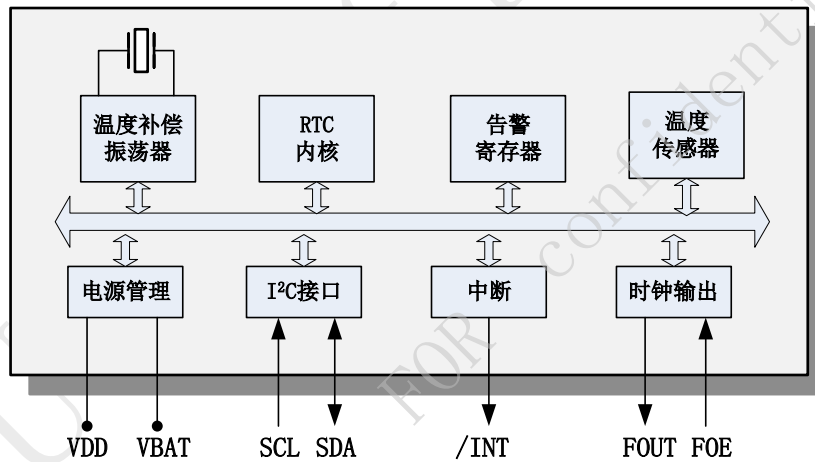 温度补偿
振荡器
RTC
内核
告警
寄存器
温度
传感器
电源管理
I²C接口
中断
时钟输出
VDD VBAT SCL SDA /INT FOUT FOE
FOR confident